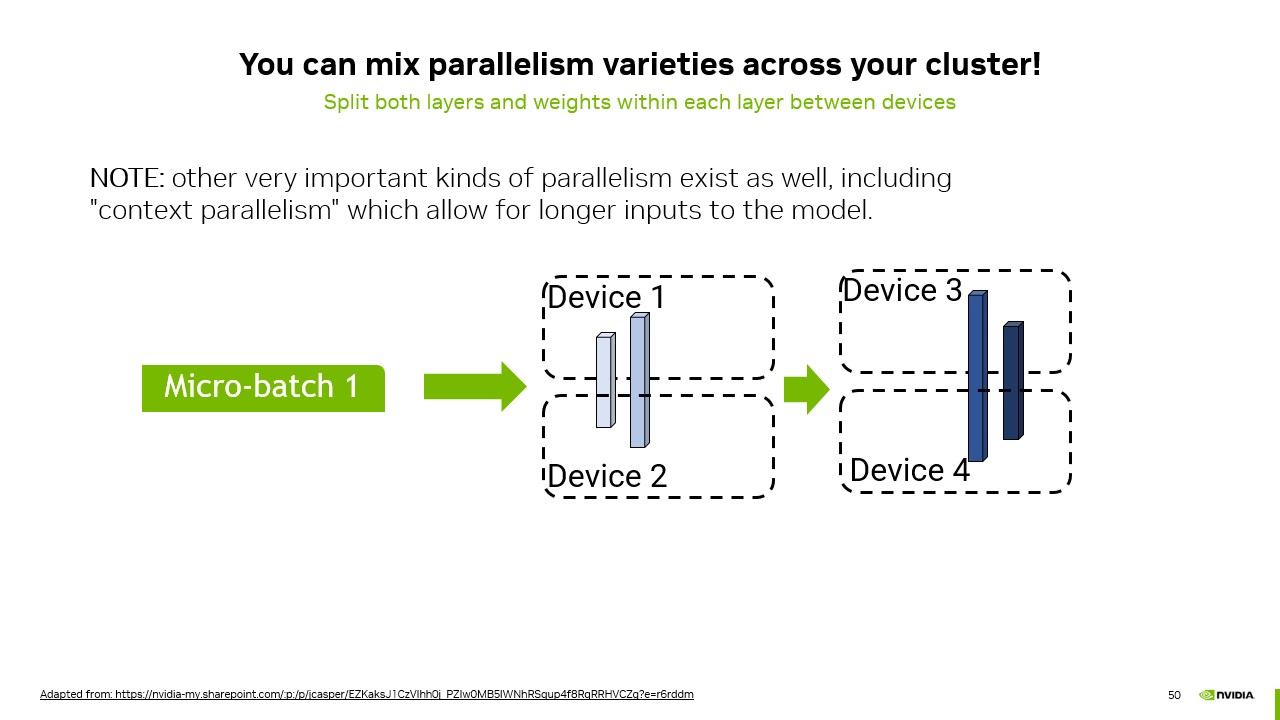 You can mix parallelism varieties across your cluster!
Split both layers and weights within each layer between devices
NOTE: other very important kinds of parallelism exist as well, including
"context parallelism" which allow for longer inputs to the model.
Device 1
Device 3
Micro-batch 1
Device 2
Device 4
Adapted from: https://nvidia-my.sharepoint.com/:p:/p/jcasper/EZKaksJ1CzVIhh0j_PZIw0MB5IWNhRSgup4f8RqRRHVCZg?e=r6rddm
50
NVIDIA